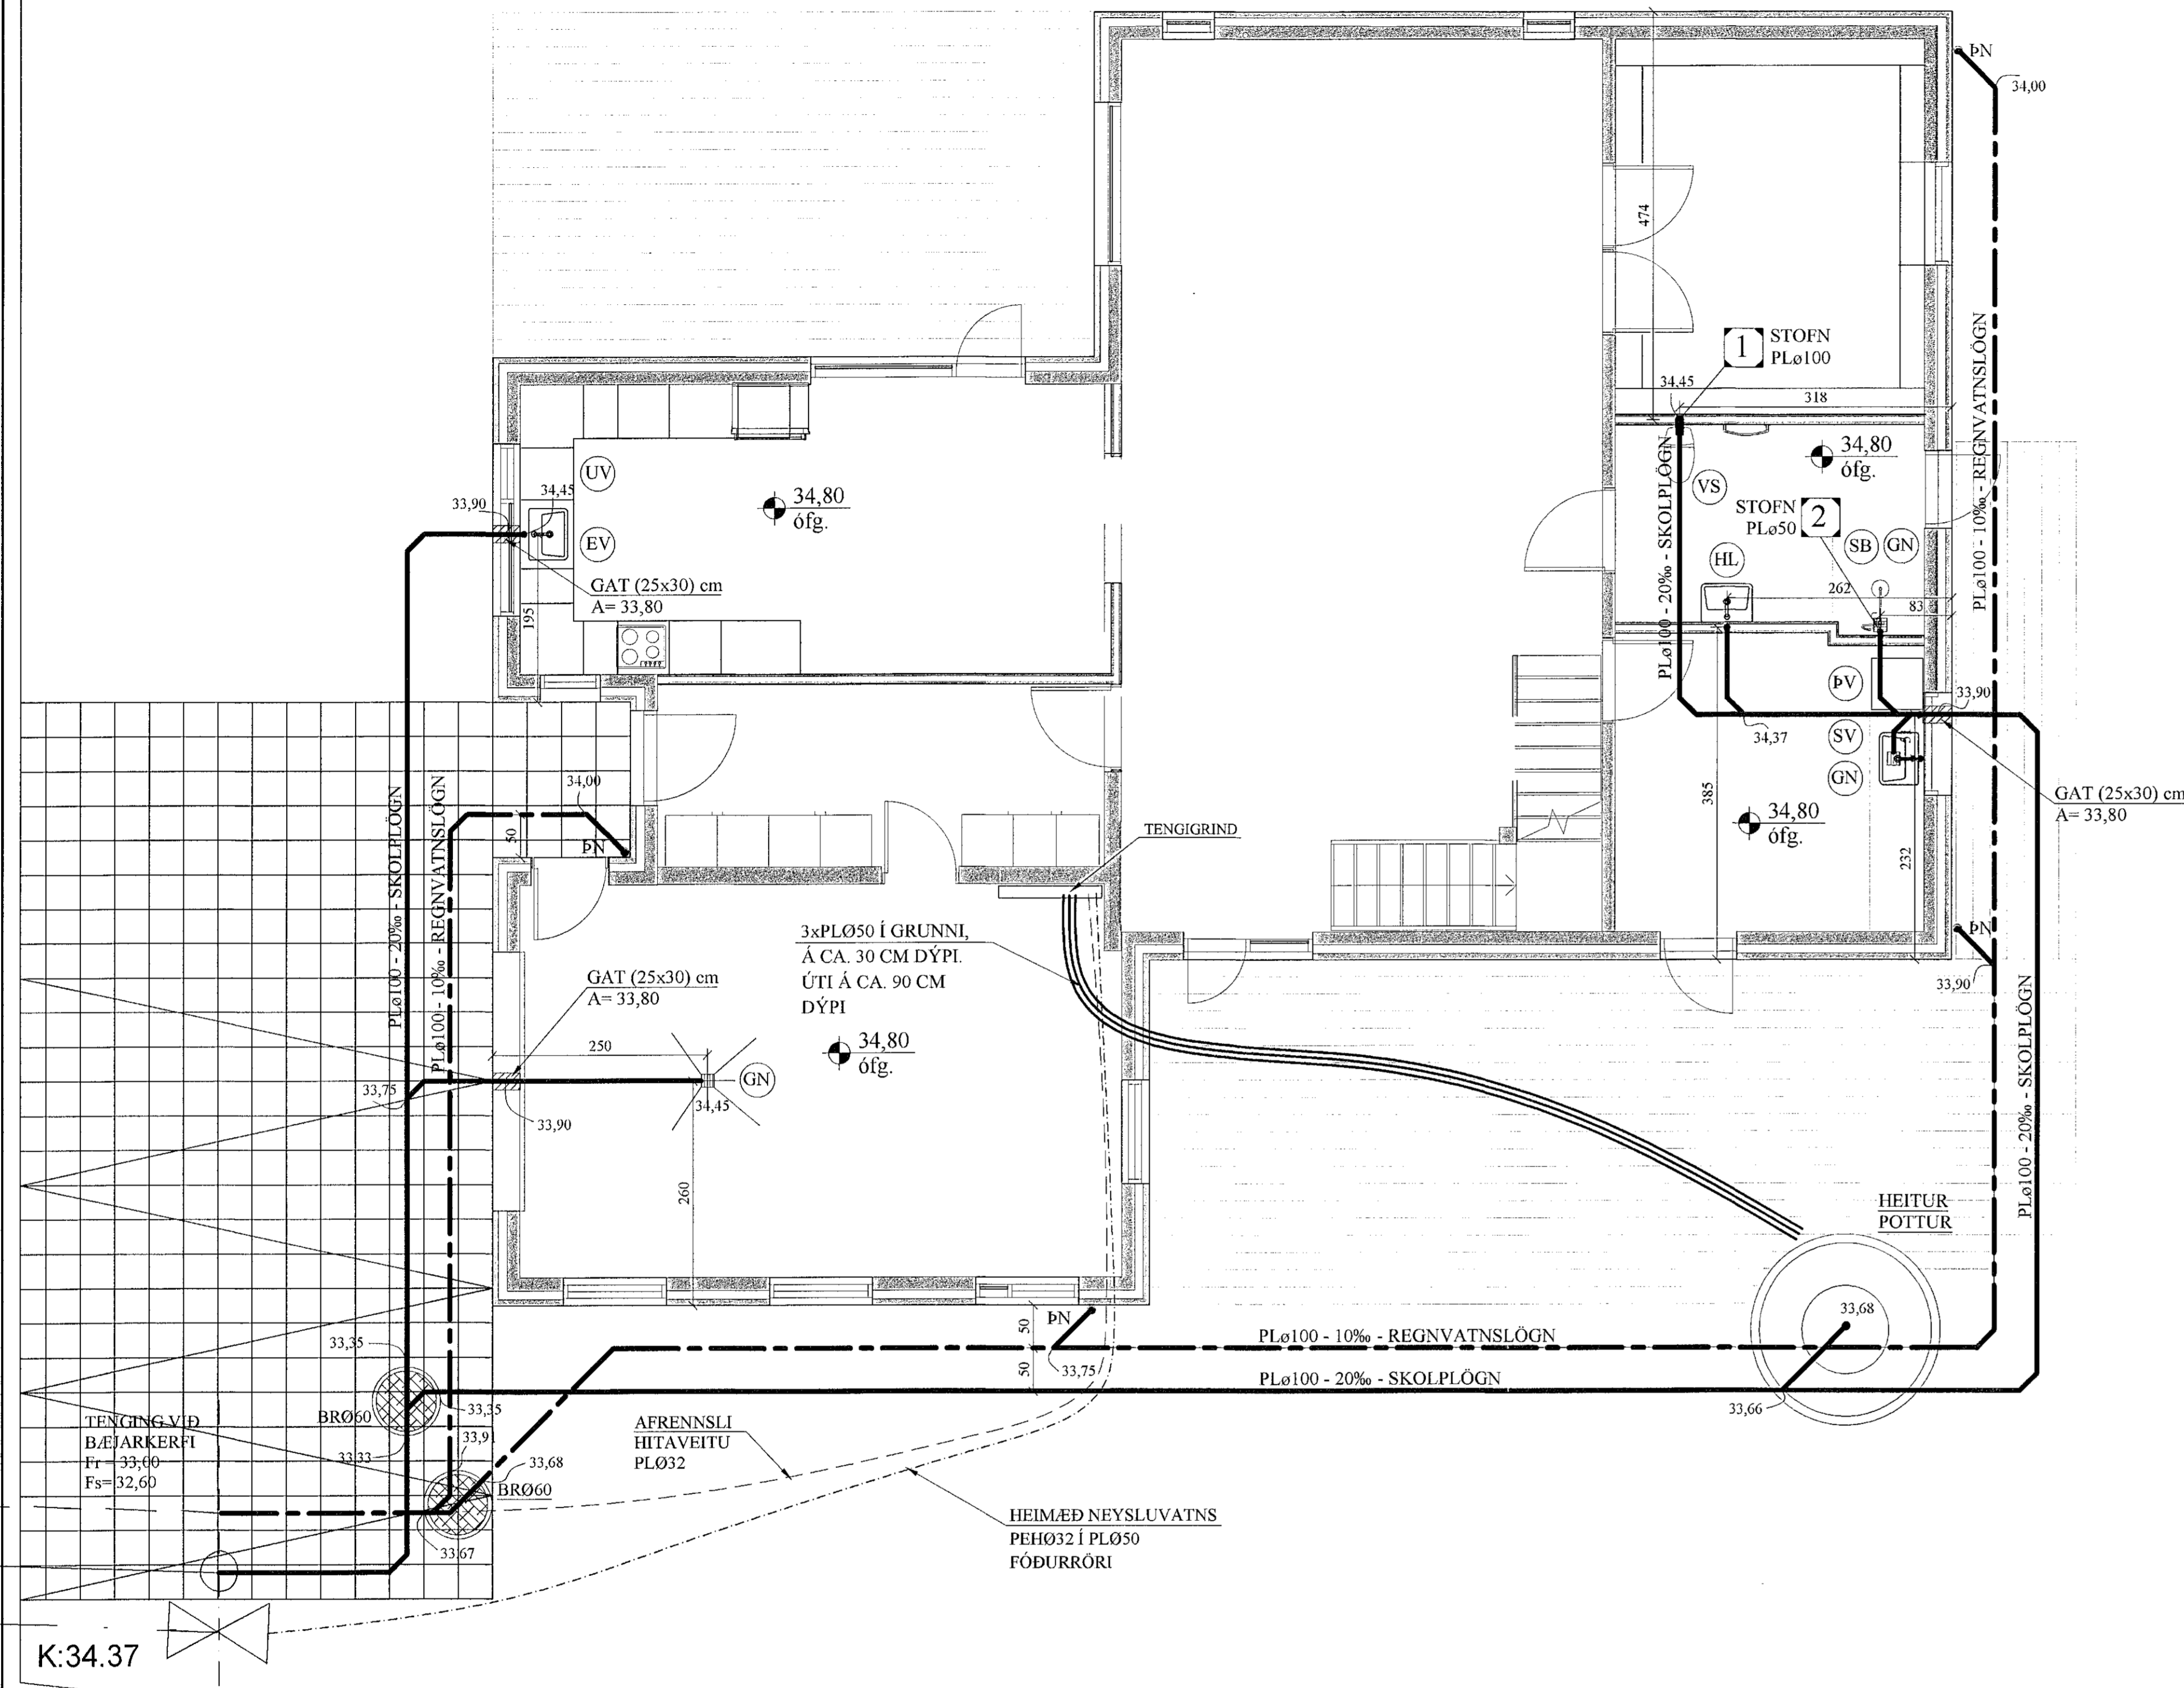 ÞN
34,00
474
1
STOFN
PLø100
34,45
318
PLø100 - 10‰ - REGNVATNSLÖGN
34,80
ófg.
VS
STOFN
PLø50
2
SB
GN
HL
262
83
PLø100 - 20‰ - SKOLPLÖGN
UV
34,45
33,90
EV
34,80
ófg.
GAT (25x30) cm
A= 33,80
195
ÞV
33,90
SV
GN
34,37
385
34,80
ófg.
232
GAT (25x30) cm
A= 33,80
34,00
50
ÞN
PLø100 - 20‰ - SKOLPLÖGN
PLø100 - 10‰ - REGNVATNSLÖGN
TENGIGRIND
3xPLØ50 Í GRUNNI,
Á CA. 30 CM DÝPI.
ÚTI Á CA. 90 CM
DÝPI
ÞN
33,90
GAT (25x30) cm
A= 33,80
250
34,80
ófg.
GN
33,75
34,45
33,90
260
PLø100 - 20‰ - SKOLPLÖGN
HEITUR
POTTUR
33,68
ÞN
50
PLø100 - 10‰ - REGNVATNSLÖGN
33,75
50
PLø100 - 20‰ - SKOLPLÖGN
33,66
33,35
BRØ60
33,35
TENGING VIÐ
BÆJARKERFI
Fr = 33,00
Fs= 32,60
33,33
33,91
33,68
BRØ60
33,67
AFRENNSLI
HITAVEITU
PLØ32
HEIMÆÐ NEYSLUVATNS
PEHØ32 Í PLØ50
FÓÐURRÖRI
K:34.37